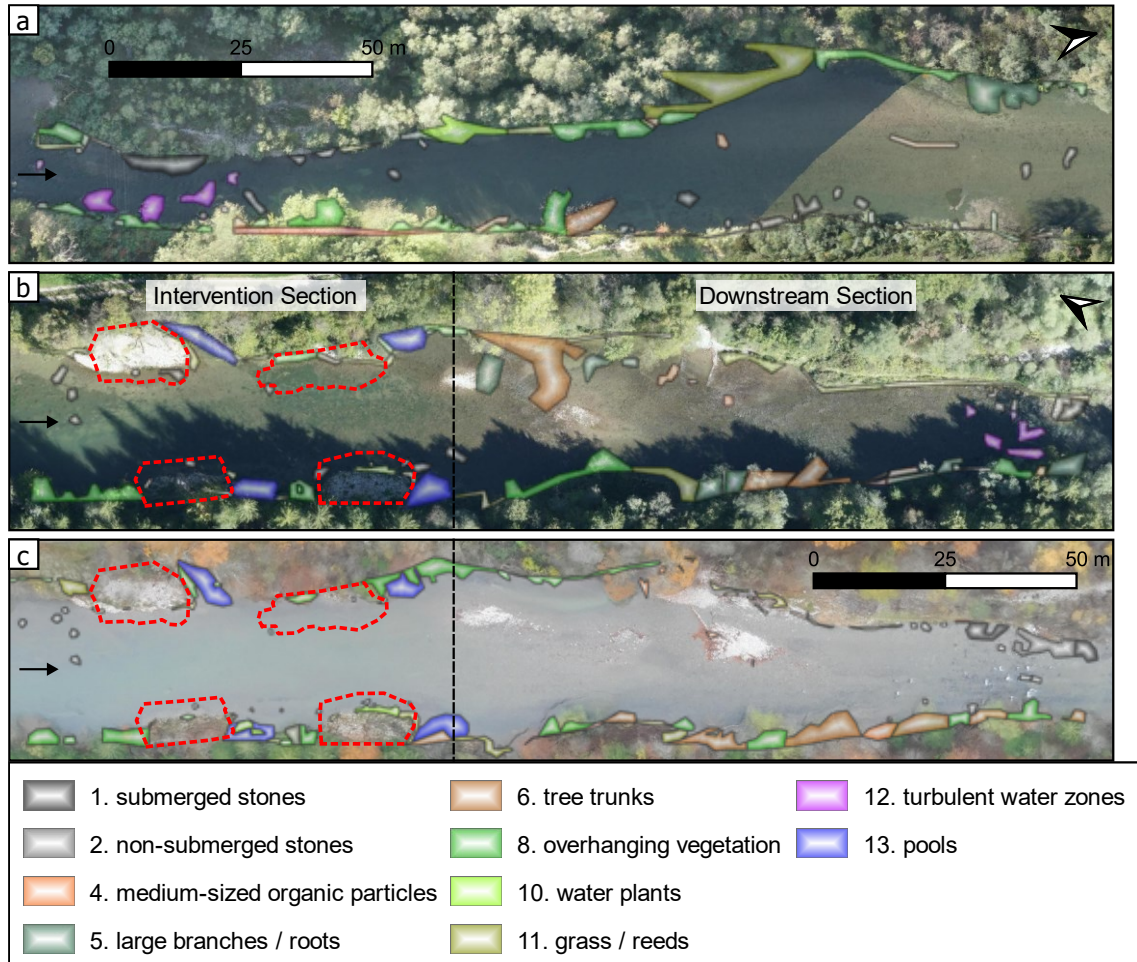 a
0 25 50 m
b
Intervention Section Downstream Section
c
0 25 50 m
1. submerged stones
2. non-submerged stones
4. medium-sized organic particles
5. large branches / roots
6. tree trunks
8. overhanging vegetation
10. water plants
11. grass / reeds
12. turbulent water zones
13. pools